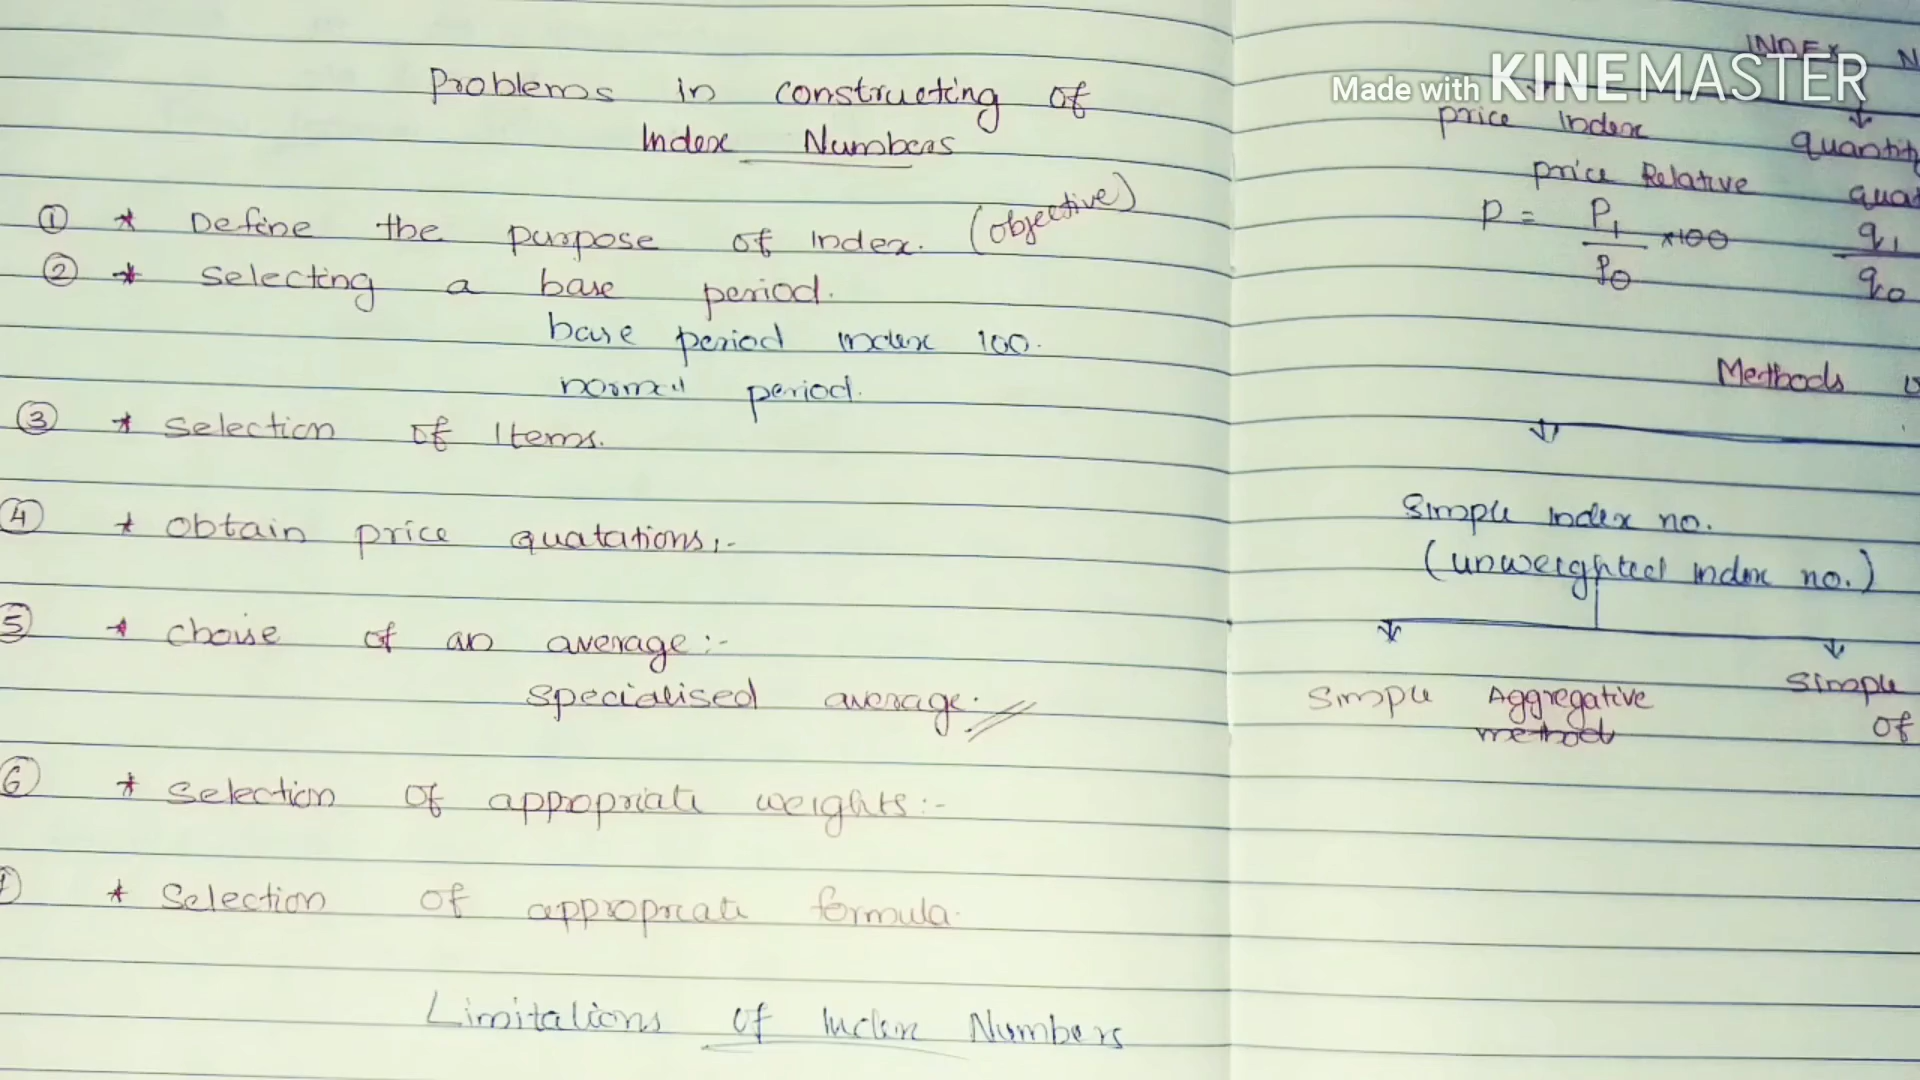 Problems in constructing of
Index Numbers
① * Define the purpose of Index. (objective)
② * selecting a base period.
base period index 100.
normal period.
③ * selection of Items.
④ * obtain price quatations,-
5 * choise of an average:-
specialised average.
6 * selection of appropriate weights:-
* Selection of appropriate formula.
Limitations of Index Numbers
INDEX N
Made with KINEMASTER
price Index quantit
price Relative quat
P = P1/P0 ×100 q1/q0
Methods
Simple Index no.
(unweighted index no.)
Simple Aggregative method
Simple
of